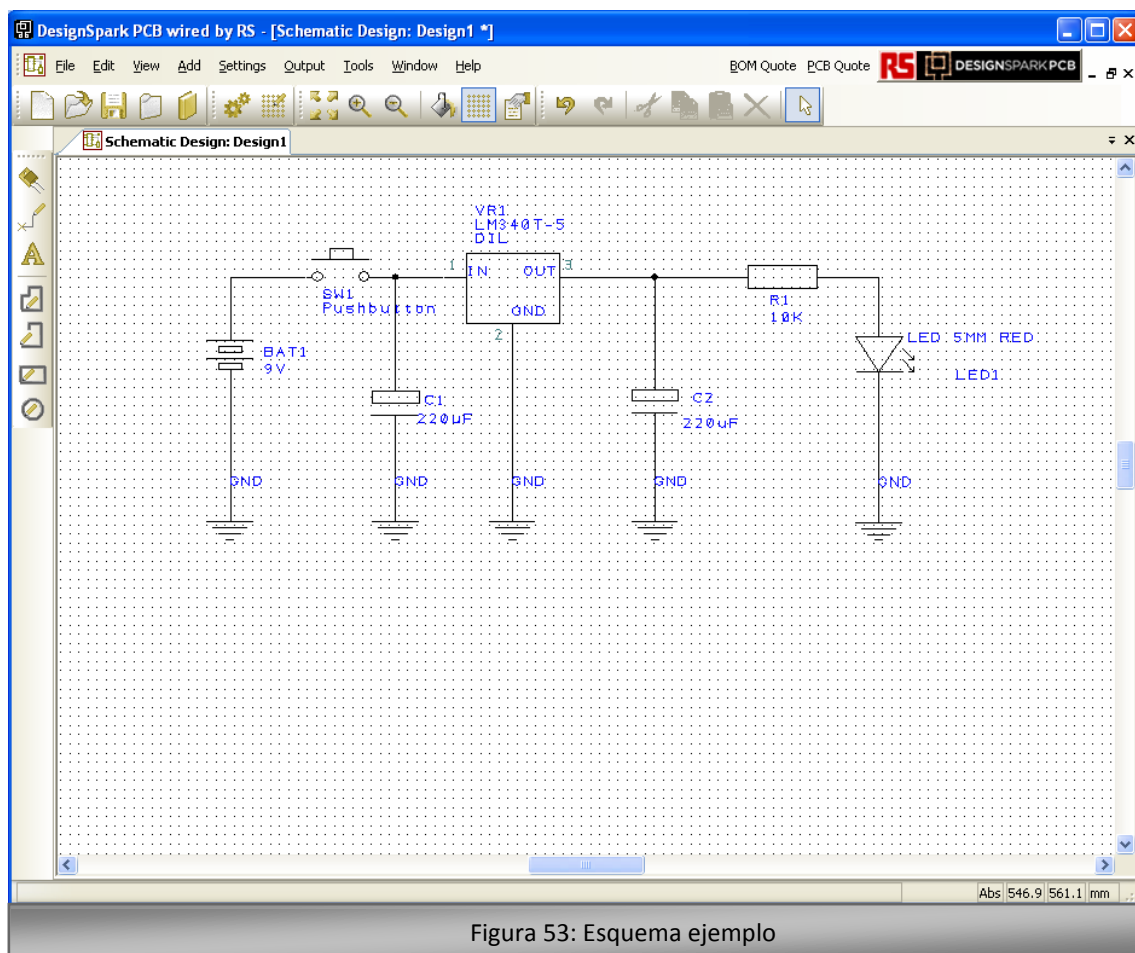 DesignSpark PCB wired by RS - [Schematic Design: Design1 *]
File Edit View Add Settings Output Tools Window Help BOM Quote PCB Quote RS DESIGNSPARKPCB
Schematic Design: Design1
VR1
LM340T-5
DIL
1 IN OUT 3
GND
2
SW1
Pushbutton
BAT1
9V
C1
220uF
C2
220uF
R1
10K
LED 5MM RED
LED1
GND GND GND GND GND
Abs 546.9 561.1 mm
Figura 53: Esquema ejemplo